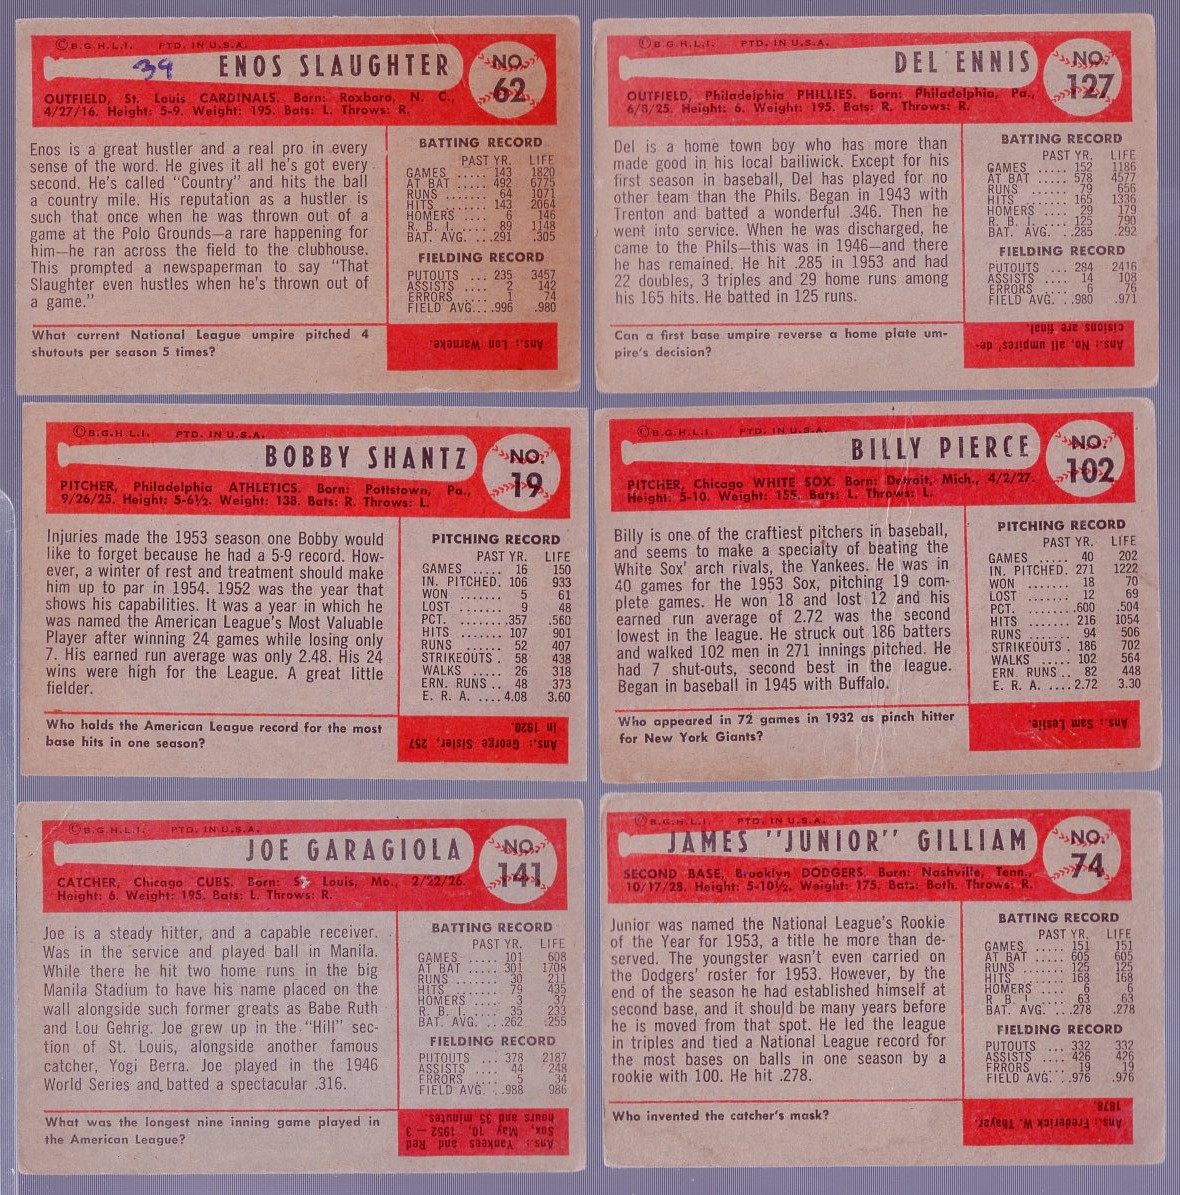 ©B.G.H.L.I. PTD. IN U.S.A.
39
ENOS SLAUGHTER
NO. 62
OUTFIELD, St. Louis CARDINALS. Born: Roxboro, N. C.,
4/27/16. Height: 5-9. Weight: 195. Bats: L. Throws: R.
Enos is a great hustler and a real pro in every
sense of the word. He gives it all he's got every
second. He's called "Country" and hits the ball
a country mile. His reputation as a hustler is
such that once when he was thrown out of a
game at the Polo Grounds—a rare happening for
him—he ran across the field to the clubhouse.
This prompted a newspaperman to say "That
Slaughter even hustles when he's thrown out of
a game."
BATTING RECORD
PAST YR. LIFE
GAMES ..... 143 1820
AT BAT ..... 492 6775
RUNS ...... 64 1071
HITS ...... 143 2064
HOMERS .... 6 146
R. B. I. .... 89 1148
BAT. AVG. ...291 .305
FIELDING RECORD
PUTOUTS ... 235 3457
ASSISTS .... 2 142
ERRORS .... 1 74
FIELD AVG....996 .980
What current National League umpire pitched 4
shutouts per season 5 times?
Ans.: Lon Warneke.
©B.G.H.L.I. PTD. IN U.S.A.
DEL ENNIS
NO. 127
OUTFIELD, Philadelphia PHILLIES. Born: Philadelphia, Pa.,
6/8/25. Height: 6. Weight: 195. Bats: R. Throws: R.
Del is a home town boy who has more than
made good in his local bailiwick. Except for his
first season in baseball, Del has played for no
other team than the Phils. Began in 1943 with
Trenton and batted a wonderful .346. Then he
went into service. When he was discharged, he
came to the Phils—this was in 1946—and there
he has remained. He hit .285 in 1953 and had
22 doubles, 3 triples and 29 home runs among
his 165 hits. He batted in 125 runs.
BATTING RECORD
PAST YR. LIFE
GAMES ..... 152 1186
AT BAT ..... 578 4577
RUNS ...... 79 656
HITS ...... 165 1336
HOMERS .... 29 179
R. B. I. .... 125 790
BAT. AVG. ...285 .292
FIELDING RECORD
PUTOUTS ... 284 2416
ASSISTS .... 14 108
ERRORS .... 6 76
FIELD AVG. ..980 .971
Can a first base umpire reverse a home plate um-
pire's decision?
Ans.: No, all umpires' de-
cisions are final.
©B.G.H.L.I. PTD. IN U.S.A.
BOBBY SHANTZ
NO. 19
PITCHER, Philadelphia ATHLETICS. Born: Pottstown, Pa.,
9/26/25. Height: 5-6½. Weight: 138. Bats: R. Throws: L.
Injuries made the 1953 season one Bobby would
like to forget because he had a 5-9 record. How-
ever, a winter of rest and treatment should make
him up to par in 1954. 1952 was the year that
shows his capabilities. It was a year in which he
was named the American League's Most Valuable
Player after winning 24 games while losing only
7. His earned run average was only 2.48. His 24
wins were high for the League. A great little
fielder.
PITCHING RECORD
PAST YR. LIFE
GAMES ..... 16 150
IN. PITCHED. 106 933
WON ...... 5 61
LOST ...... 9 48
PCT. .......357 .560
HITS ...... 107 901
RUNS ...... 52 407
STRIKEOUTS . 58 438
WALKS .... 26 318
ERN. RUNS .. 48 373
E. R. A. ....4.08 3.60
Who holds the American League record for the most
base hits in one season?
Ans.: George Sisler, 257
in 1920.
©B.G.H.L.I. PTD. IN U.S.A.
BILLY PIERCE
NO. 102
PITCHER, Chicago WHITE SOX. Born: Detroit, Mich., 4/2/27.
Height: 5-10. Weight: 155. Bats: L. Throws: L.
Billy is one of the craftiest pitchers in baseball,
and seems to make a specialty of beating the
White Sox' arch rivals, the Yankees. He was in
40 games for the 1953 Sox, pitching 19 com-
plete games. He won 18 and lost 12 and his
earned run average of 2.72 was the second
lowest in the league. He struck out 186 batters
and walked 102 men in 271 innings pitched. He
had 7 shut-outs, second best in the league.
Began in baseball in 1945 with Buffalo.
PITCHING RECORD
PAST YR. LIFE
GAMES ..... 40 202
IN. PITCHED. 271 1222
WON ...... 18 70
LOST ...... 12 69
PCT. .......600 .504
HITS ...... 216 1054
RUNS ...... 94 506
STRIKEOUTS . 186 702
WALKS .... 102 564
ERN. RUNS .. 82 448
E. R. A. ....2.72 3.30
Who appeared in 72 games in 1932 as pinch hitter
for New York Giants?
Ans.: Sam Leslie.
©B.G.H.L.I. PTD. IN U.S.A.
JOE GARAGIOLA
NO. 141
CATCHER, Chicago CUBS. Born: St. Louis, Mo., 2/22/26.
Height: 6. Weight: 195. Bats: L. Throws: R.
Joe is a steady hitter, and a capable receiver.
Was in the service and played ball in Manila.
While there he hit two home runs in the big
Manila Stadium to have his name placed on the
wall alongside such former greats as Babe Ruth
and Lou Gehrig. Joe grew up in the "Hill" sec-
tion of St. Louis, alongside another famous
catcher, Yogi Berra. Joe played in the 1946
World Series and batted a spectacular .316.
BATTING RECORD
PAST YR. LIFE
GAMES ..... 101 608
AT BAT ..... 301 1708
RUNS ...... 30 211
HITS ...... 79 435
HOMERS .... 3 37
R. B. I. .... 35 233
BAT. AVG. ...262 .255
FIELDING RECORD
PUTOUTS ... 378 2187
ASSISTS .... 44 248
ERRORS .... 5 34
FIELD AVG. ..988 986
What was the longest nine inning game played in
the American League?
Ans.: Yankees and Red
Sox, May 10, 1952 — 3
hours and 35 minutes.
©B.G.H.L.I. PTD. IN U.S.A.
JAMES "JUNIOR" GILLIAM
NO. 74
SECOND BASE, Brooklyn DODGERS. Born: Nashville, Tenn.,
10/17/28. Height: 5-10½. Weight: 175. Bats: Both. Throws: R.
Junior was named the National League's Rookie
of the Year for 1953, a title he more than de-
served. The youngster wasn't even carried on
the Dodgers' roster for 1953. However, by the
end of the season he had established himself at
second base, and it should be many years before
he is moved from that spot. He led the league
in triples and tied a National League record for
the most bases on balls in one season by a
rookie with 100. He hit .278.
BATTING RECORD
PAST YR. LIFE
GAMES ..... 151 151
AT BAT ..... 605 605
RUNS ...... 125 125
HITS ...... 168 168
HOMERS .... 6 6
R. B. I .... 63 63
BAT. AVG. ...278 .278
FIELDING RECORD
PUTOUTS ... 332 332
ASSISTS .... 426 426
ERRORS .... 19 19
FIELD AVG. ..976 .976
Who invented the catcher's mask?
Ans.: Frederick W. Thayer,
1878.